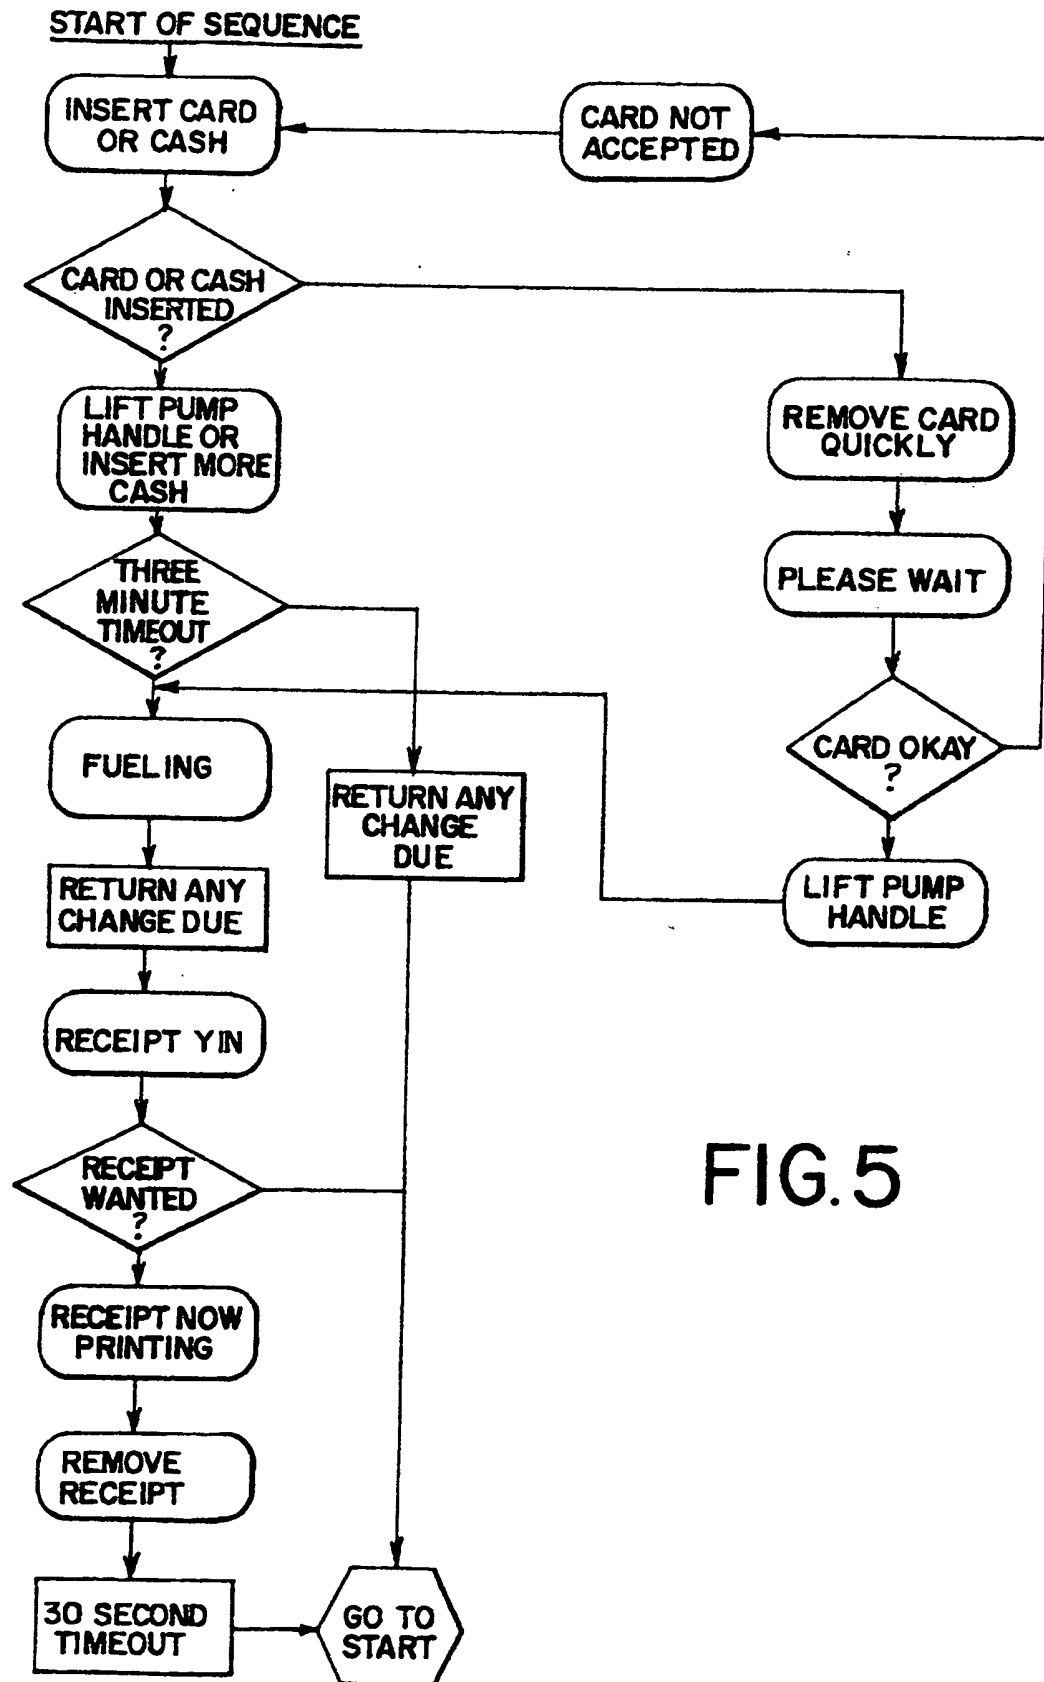 START OF SEQUENCE
INSERT CARD
OR CASH
CARD NOT
ACCEPTED
CARD OR CASH
INSERTED
?
LIFT PUMP
HANDLE OR
INSERT MORE
CASH
REMOVE CARD
QUICKLY
PLEASE WAIT
THREE
MINUTE
TIMEOUT
?
CARD OKAY
?
FUELING
RETURN ANY
CHANGE
DUE
LIFT PUMP
HANDLE
RETURN ANY
CHANGE DUE
RECEIPT Y/N
RECEIPT
WANTED
?
FIG. 5
RECEIPT NOW
PRINTING
REMOVE
RECEIPT
30 SECOND
TIMEOUT
GO TO
START